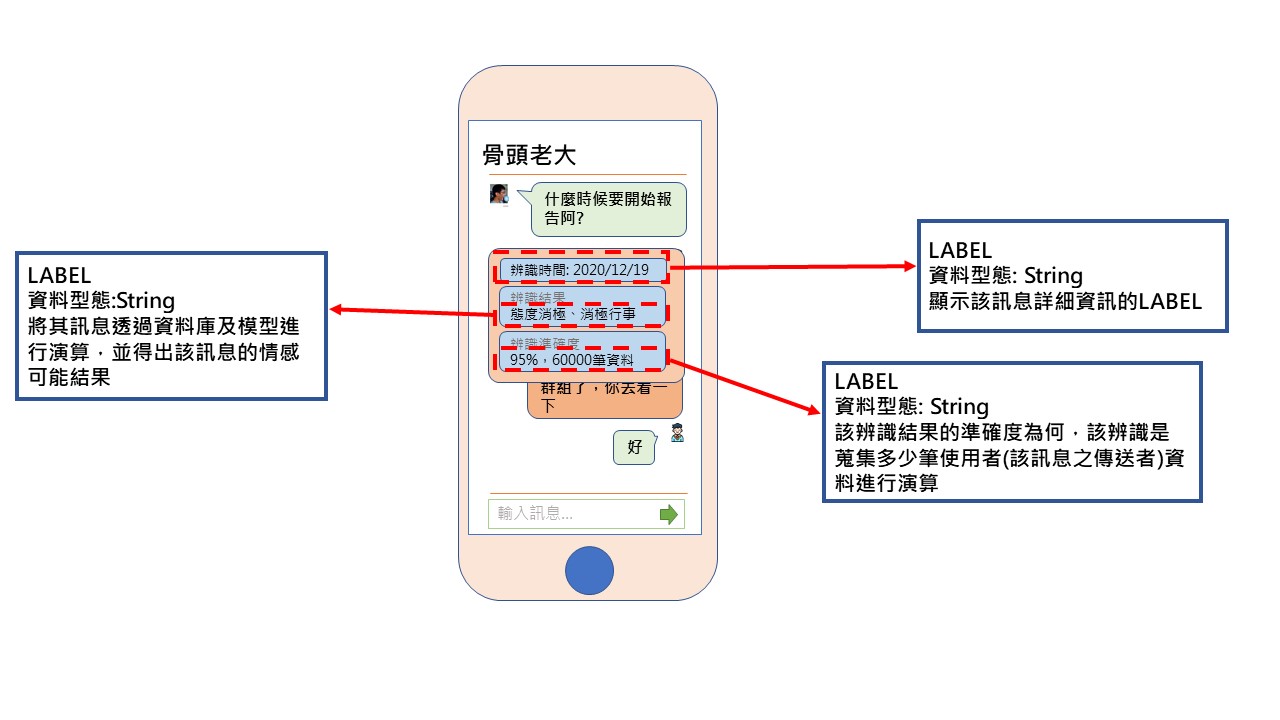 骨頭老大
什麼時候要開始報
告阿?
辨識時間: 2020/12/19
辨識結果
態度消極、消極行事
辨識準確度
95%，60000筆資料
群組了，你去看一
下
好
輸入訊息...
LABEL
資料型態:String
將其訊息透過資料庫及模型進
行演算，並得出該訊息的情感
可能結果
LABEL
資料型態: String
顯示該訊息詳細資訊的LABEL
LABEL
資料型態: String
該辨識結果的準確度為何，該辨識是
蒐集多少筆使用者(該訊息之傳送者)資
料進行演算